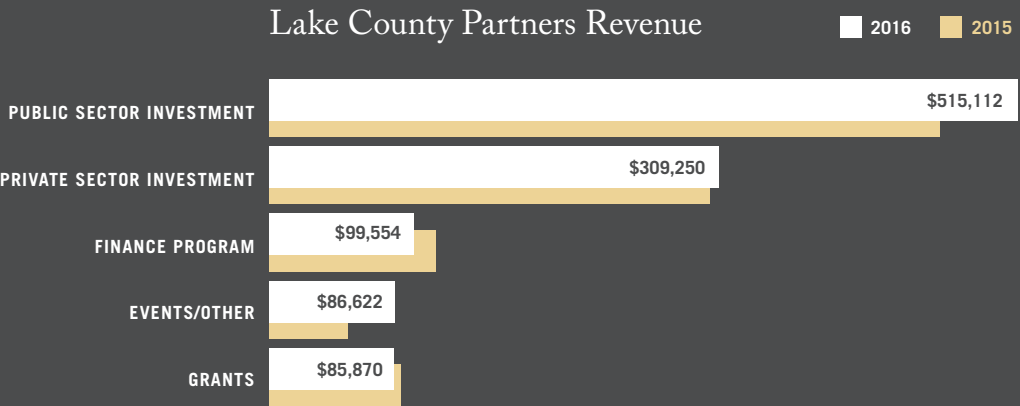 Lake County Partners Revenue
2016
2015
PUBLIC SECTOR INVESTMENT
$515,112
PRIVATE SECTOR INVESTMENT
$309,250
FINANCE PROGRAM
$99,554
EVENTS/OTHER
$86,622
GRANTS
$85,870